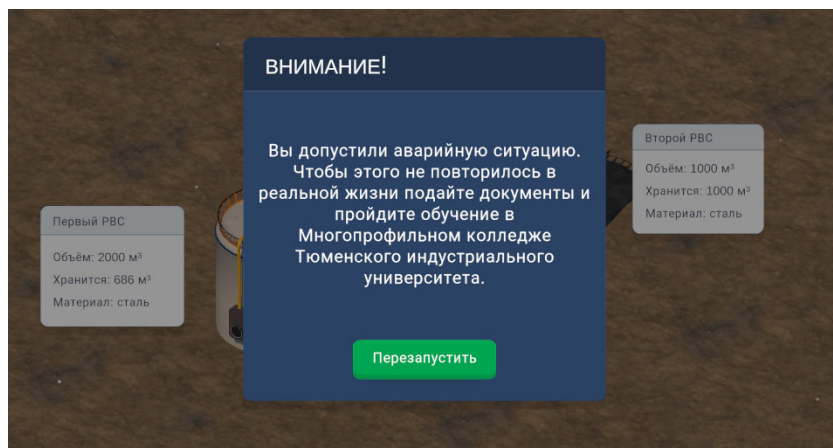 ВНИМАНИЕ!
Вы допустили аварийную ситуацию.
Чтобы этого не повторилось в
реальной жизни подайте документы и
пройдите обучение в
Многопрофильном колледже
Тюменского индустриального
университета.
Перезапустить
Первый РВС
Объём: 2000 м³
Хранится: 686 м³
Материал: сталь
Второй РВС
Объём: 1000 м³
Хранится: 1000 м³
Материал: сталь